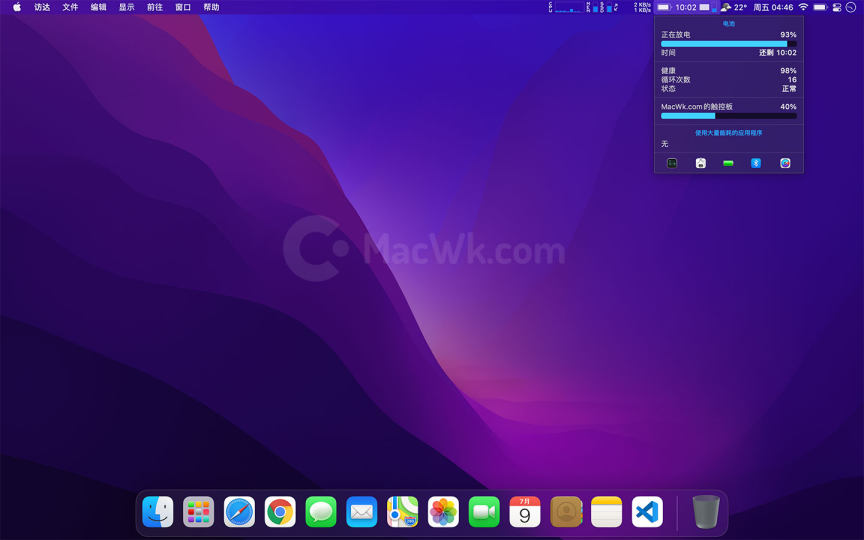 访达 文件 编辑 显示 前往 窗口 帮助
2 KB/s
1 KB/s
10:02 22° 周五 04:46
电池
正在放电 93%
时间 还剩 10:02
健康 98%
循环次数 16
状态 正常
MacWk.com的触控板 40%
使用大量能耗的应用程序
无
MacWk.com
7月
9